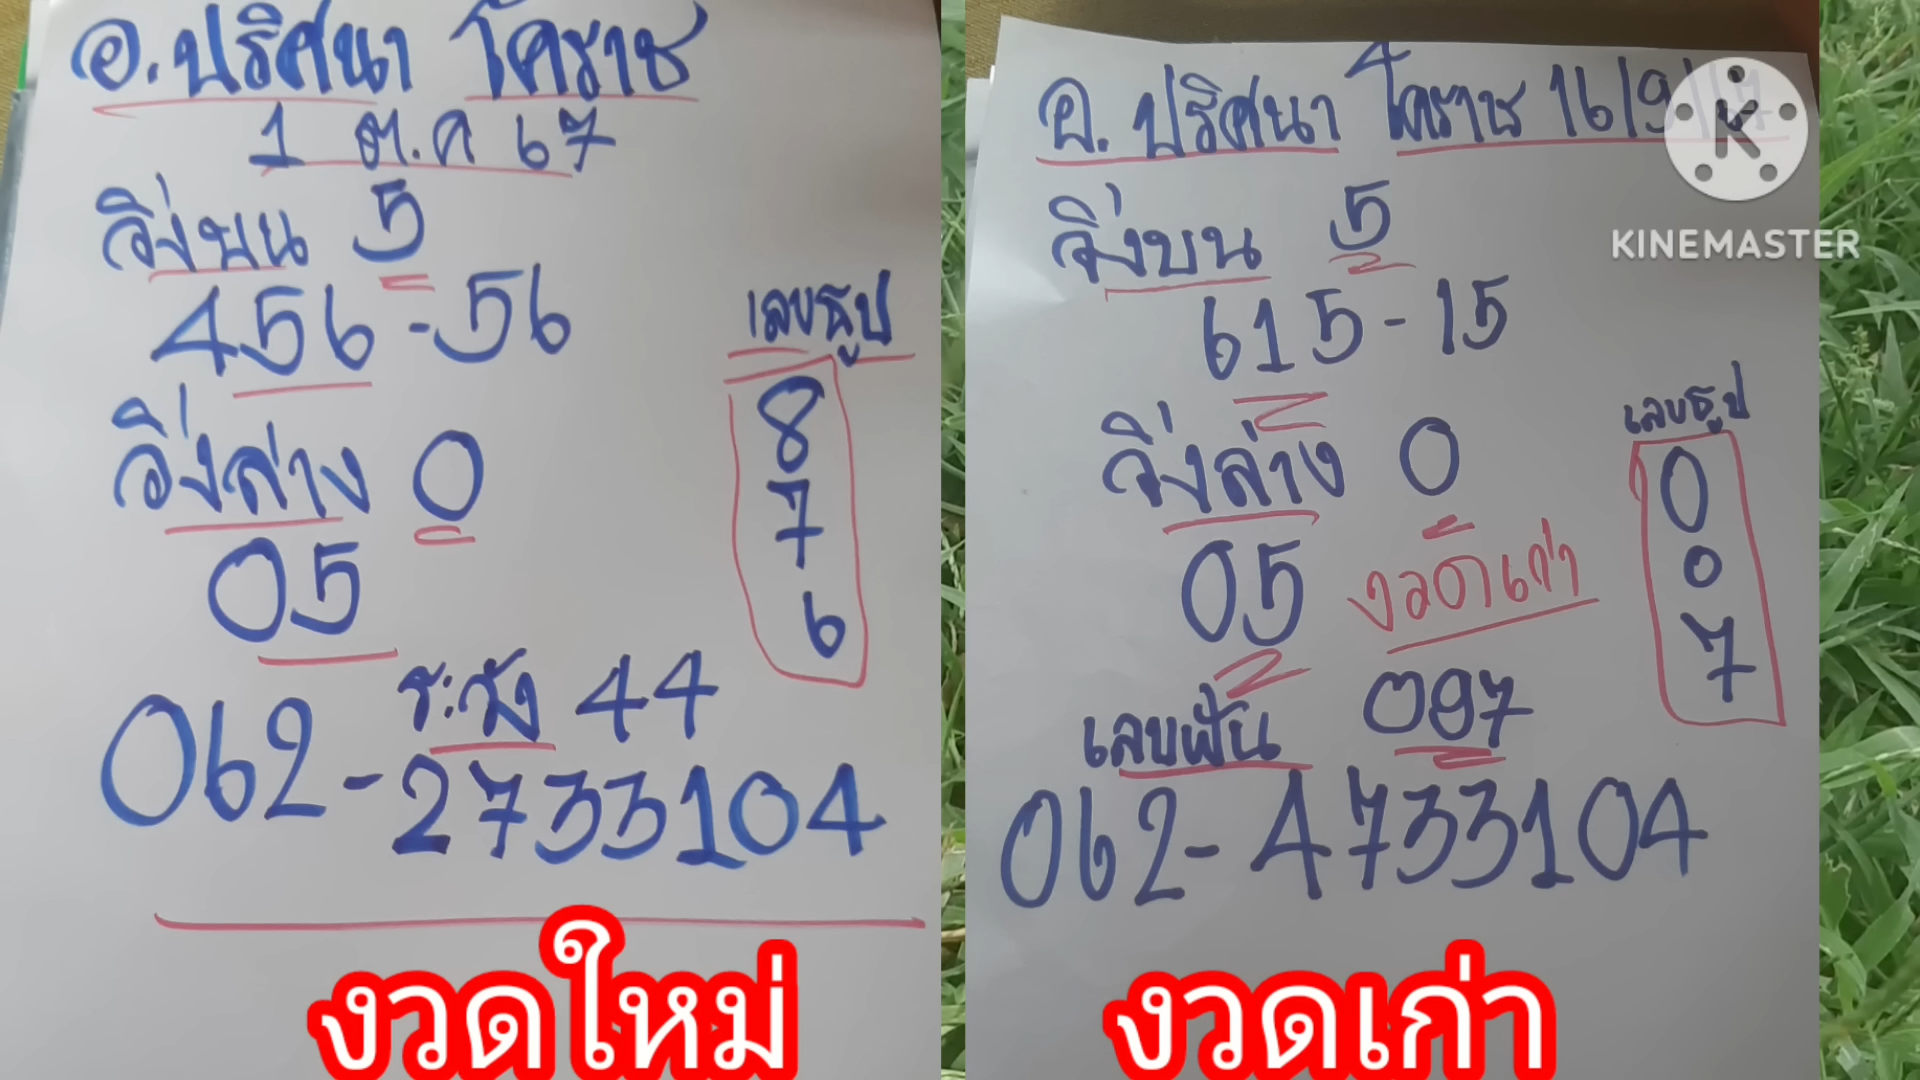 อ.ปริศนา โคราช
1 ต.ค 67
วิ่งบน 5
456-56
เลขธูป
8
7
6
วิ่งล่าง 0
05
ระวัง 44
062-2733104
งวดใหม่
อ.ปริศนา โคราช 16/9/
KINEMASTER
วิ่งบน 5
615-15
เลขธูป
0
0
7
วิ่งล่าง 0
05 งวดเก่า
เลขฝัน 007
062-4733104
งวดเก่า